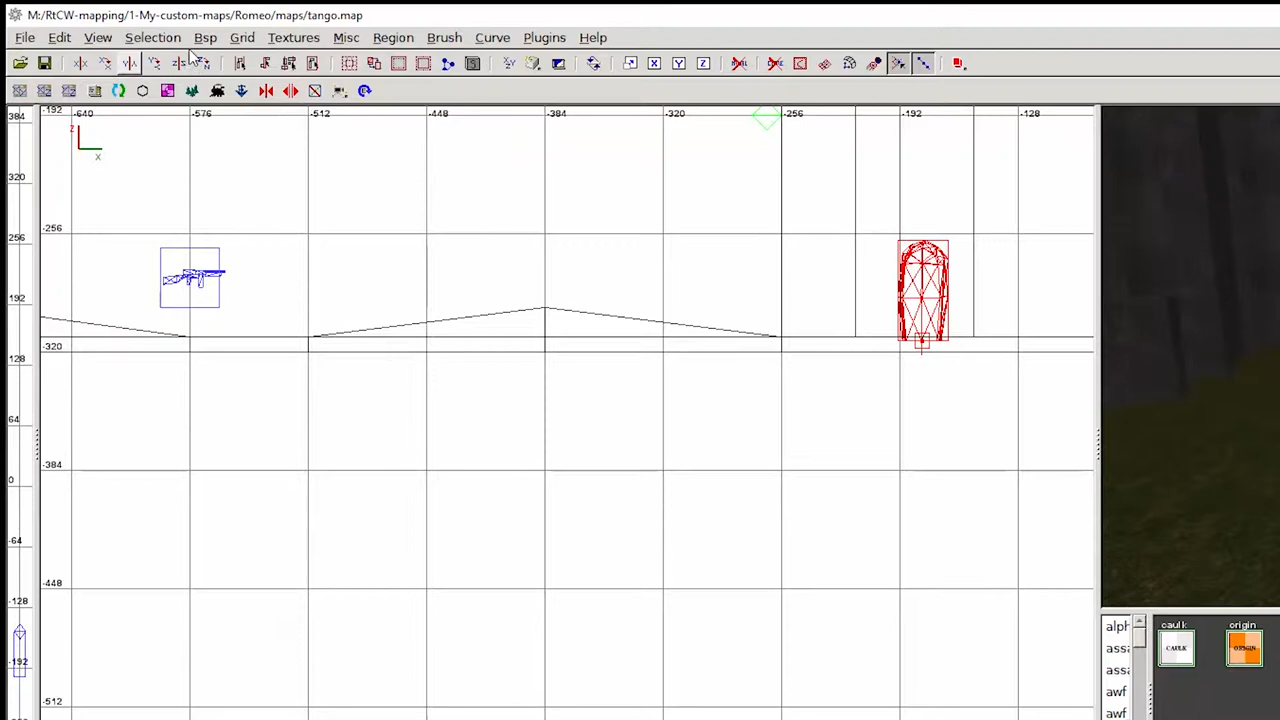 M:/RtCW-mapping/1-My-custom-maps/Romeo/maps/tango.map
File Edit View Selection Bsp Grid Textures Misc Region Brush Curve Plugins Help
-192 -640 -576 -512 -448 -384 -320 -256 -192 -128
384
z
x
320
-256
256
192
-320
128
64
-384
0
-448
-64
-128
-192
-512
caulk origin
alph
CAULK ORIGIN
assa
assa
awf
awf